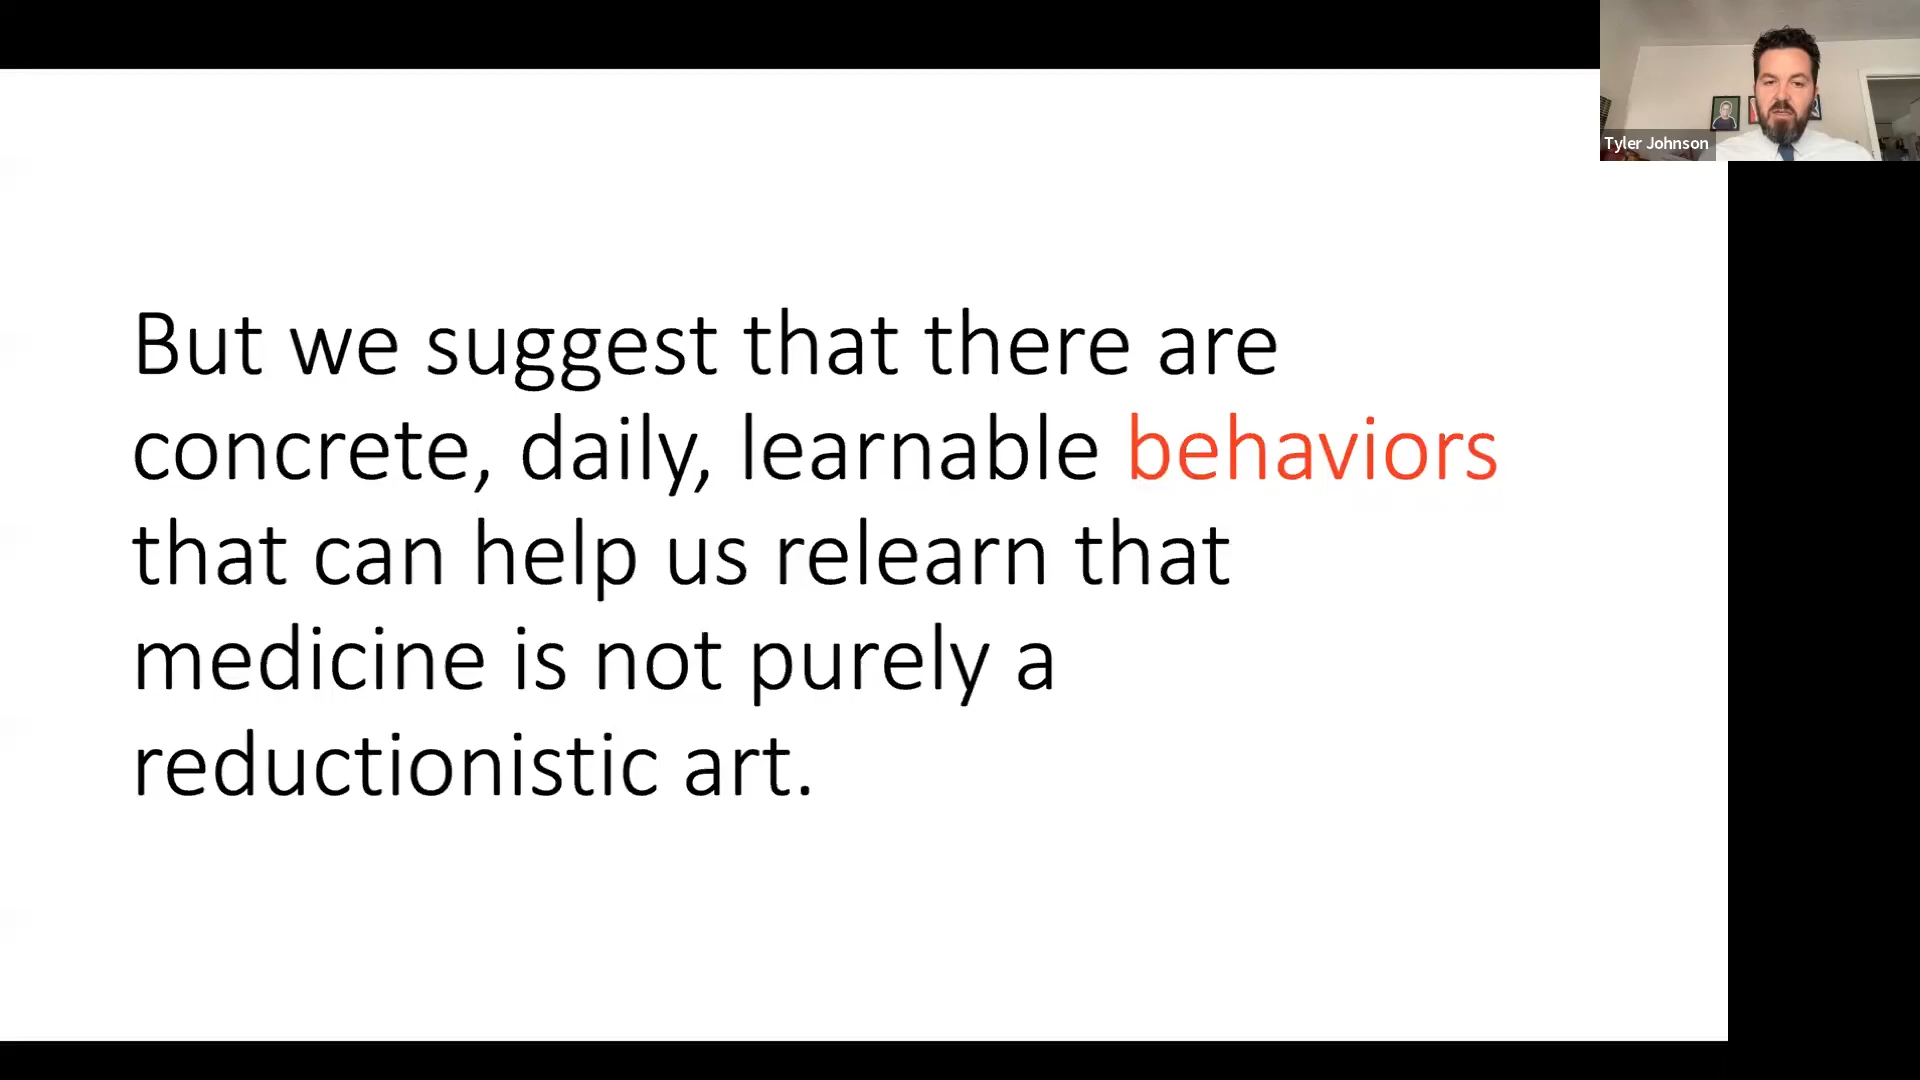 Tyler Johnson
But we suggest that there are
concrete, daily, learnable behaviors
that can help us relearn that
medicine is not purely a
reductionistic art.